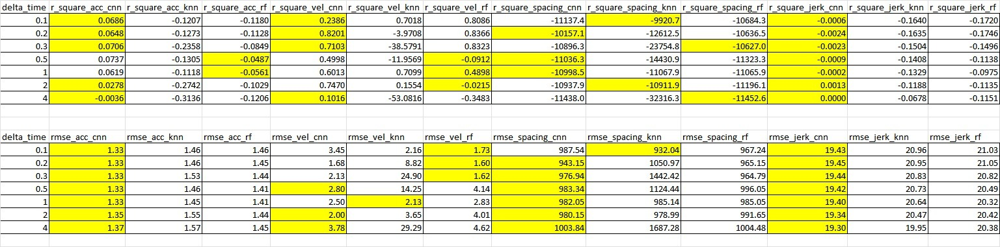 delta_time r_square_acc_cnn r_square_acc_knn r_square_acc_rf r_square_vel_cnn r_square_vel_knn r_square_vel_rf r_square_spacing_cnn r_square_spacing_knn r_square_spacing_rf r_square_jerk_cnn r_square_jerk_knn r_square_jerk_rf
0.1 0.0686 -0.1207 -0.1180 0.2386 0.7018 0.8086 -11137.4 -9920.7 -10684.3 -0.0006 -0.1640 -0.1720
0.2 0.0648 -0.1273 -0.1128 0.8201 -3.9708 0.8366 -10157.1 -12612.5 -10636.5 -0.0024 -0.1635 -0.1746
0.3 0.0706 -0.2358 -0.0849 0.7103 -38.5791 0.8323 -10896.3 -23754.8 -10627.0 -0.0023 -0.1504 -0.1496
0.5 0.0737 -0.1305 -0.0487 0.4998 -11.9569 -0.0912 -11036.3 -14430.9 -11323.3 -0.0009 -0.1408 -0.1138
1 0.0619 -0.1118 -0.0561 0.6013 0.7099 0.4898 -10998.5 -11067.9 -11065.9 -0.0002 -0.1329 -0.0975
2 0.0278 -0.2742 -0.1029 0.7470 0.1554 -0.0215 -10937.9 -10911.9 -11196.1 0.0013 -0.1188 -0.1135
4 -0.0036 -0.3136 -0.1206 0.1016 -53.0816 -0.3483 -11438.0 -32316.3 -11452.6 0.0000 -0.0678 -0.1151
delta_time rmse_acc_cnn rmse_acc_knn rmse_acc_rf rmse_vel_cnn rmse_vel_knn rmse_vel_rf rmse_spacing_cnn rmse_spacing_knn rmse_spacing_rf rmse_jerk_cnn rmse_jerk_knn rmse_jerk_rf
0.1 1.33 1.46 1.46 3.45 2.16 1.73 987.54 932.04 967.24 19.43 20.96 21.03
0.2 1.33 1.46 1.45 1.68 8.82 1.60 943.15 1050.97 965.15 19.45 20.95 21.05
0.3 1.33 1.53 1.44 2.13 24.90 1.62 976.94 1442.42 964.79 19.44 20.83 20.82
0.5 1.33 1.46 1.41 2.80 14.25 4.14 983.34 1124.44 996.05 19.42 20.73 20.49
1 1.33 1.45 1.41 2.50 2.13 2.83 982.05 985.14 985.05 19.40 20.64 20.32
2 1.35 1.55 1.44 2.00 3.65 4.01 980.15 978.99 991.65 19.34 20.47 20.42
4 1.37 1.57 1.45 3.78 29.29 4.62 1003.84 1687.28 1004.48 19.30 19.95 20.38